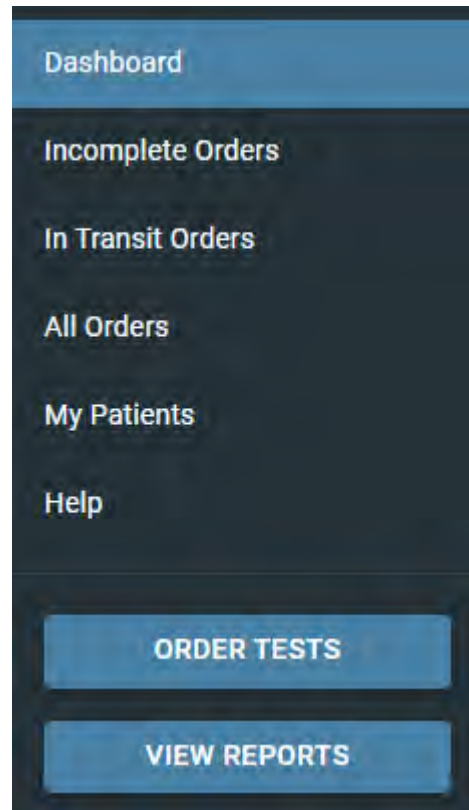 Dashboard
Incomplete Orders
In Transit Orders
All Orders
My Patients
Help
ORDER TESTS
VIEW REPORTS